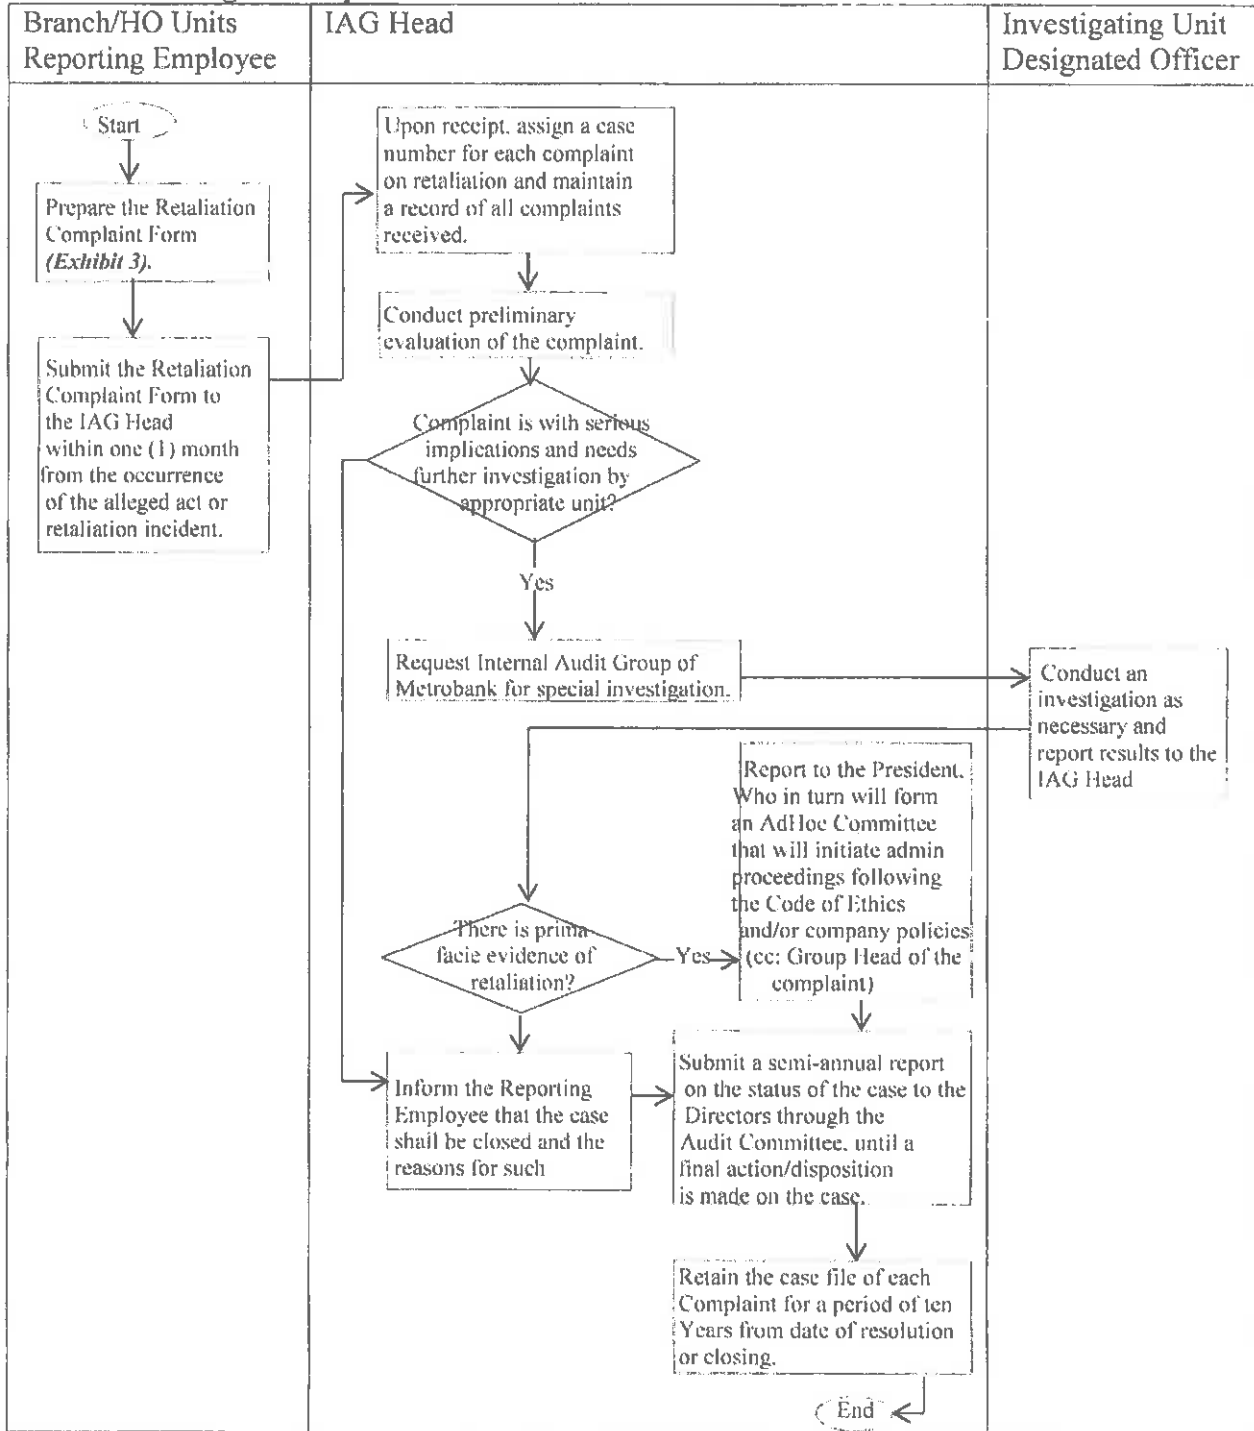 Branch/HO Units
Reporting Employee
IAG Head
Investigating Unit
Designated Officer
Start
Prepare the Retaliation
Complaint Form
(Exhibit 3).
Submit the Retaliation
Complaint Form to
the IAG Head
within one (1) month
from the occurrence
of the alleged act or
retaliation incident.
Upon receipt, assign a case
number for each complaint
on retaliation and maintain
a record of all complaints
received.
Conduct preliminary
evaluation of the complaint.
Complaint is with serious
implications and needs
further investigation by
appropriate unit?
Yes
Request Internal Audit Group of
Metrobank for special investigation.
Conduct an
investigation as
necessary and
report results to the
IAG Head
There is prima
facie evidence of
retaliation?
Yes
Report to the President.
Who in turn will form
an AdHoc Committee
that will initiate admin
proceedings following
the Code of Ethics
and/or company policies
(cc: Group Head of the
complaint)
Inform the Reporting
Employee that the case
shall be closed and the
reasons for such
Submit a semi-annual report
on the status of the case to the
Directors through the
Audit Committee, until a
final action/disposition
is made on the case.
Retain the case file of each
Complaint for a period of ten
Years from date of resolution
or closing.
End